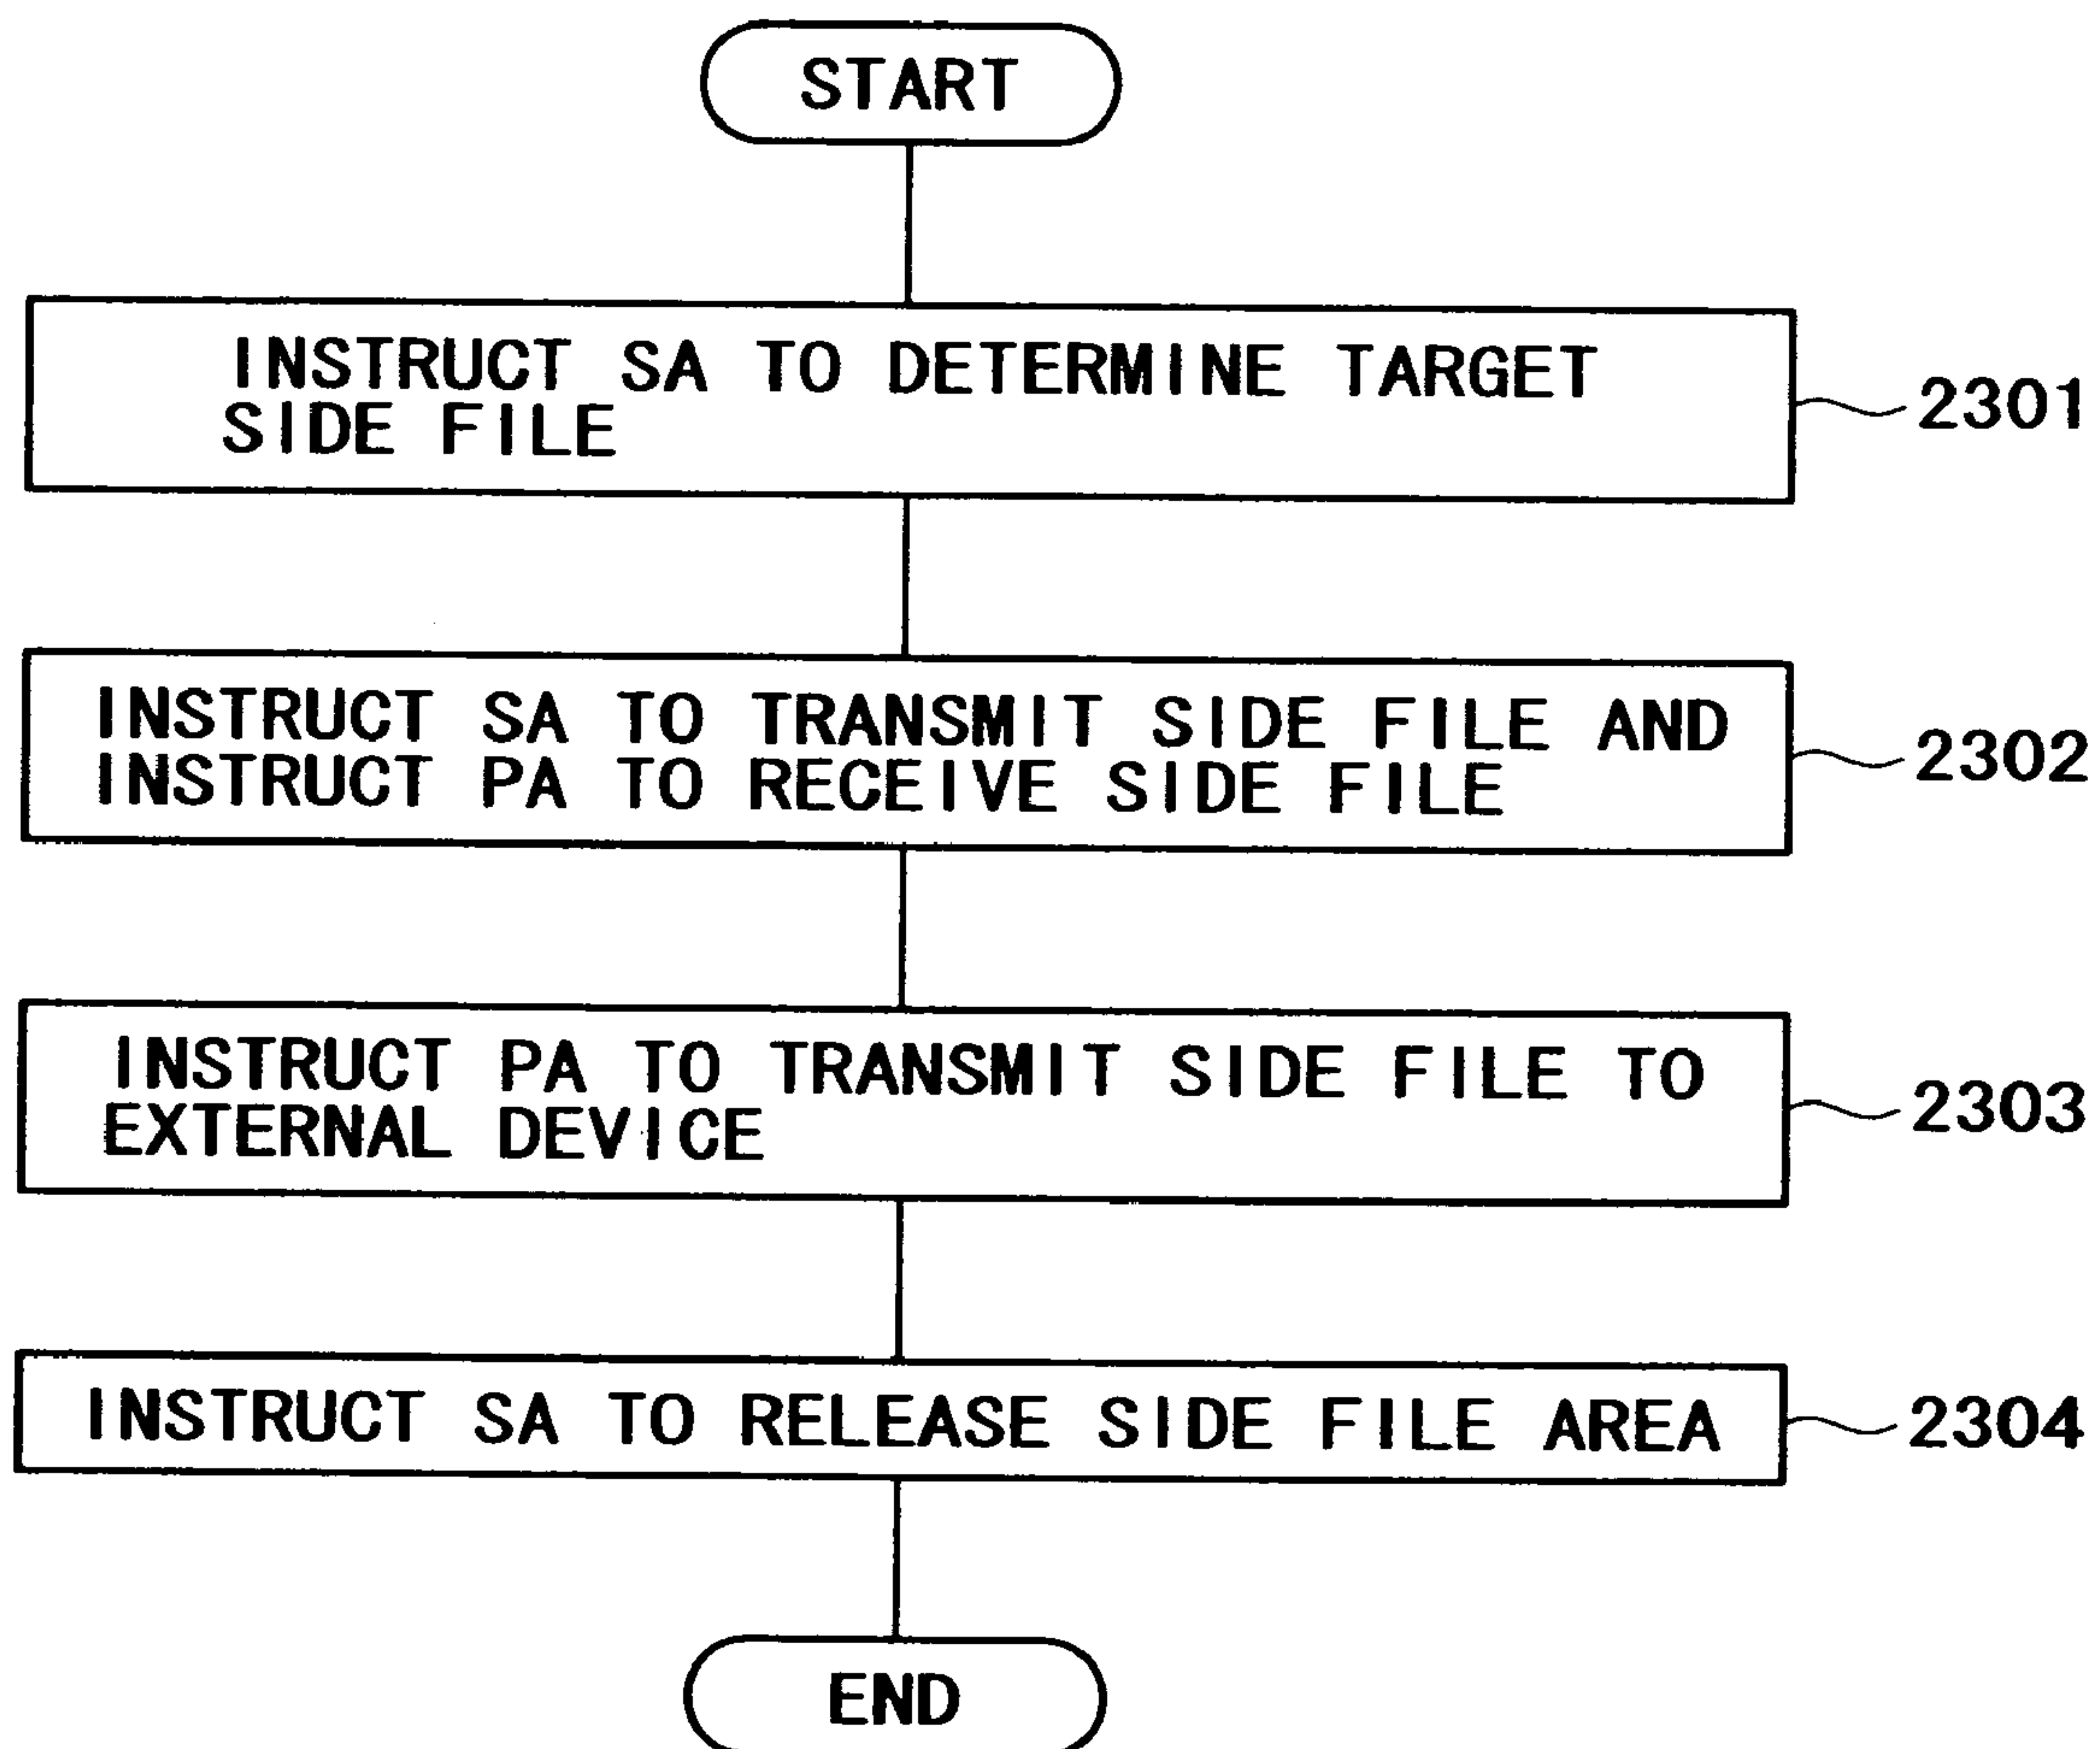 START
INSTRUCT SA TO DETERMINE TARGET
SIDE FILE
2301
INSTRUCT SA TO TRANSMIT SIDE FILE AND
INSTRUCT PA TO RECEIVE SIDE FILE
2302
INSTRUCT PA TO TRANSMIT SIDE FILE TO
EXTERNAL DEVICE
2303
INSTRUCT SA TO RELEASE SIDE FILE AREA
2304
END